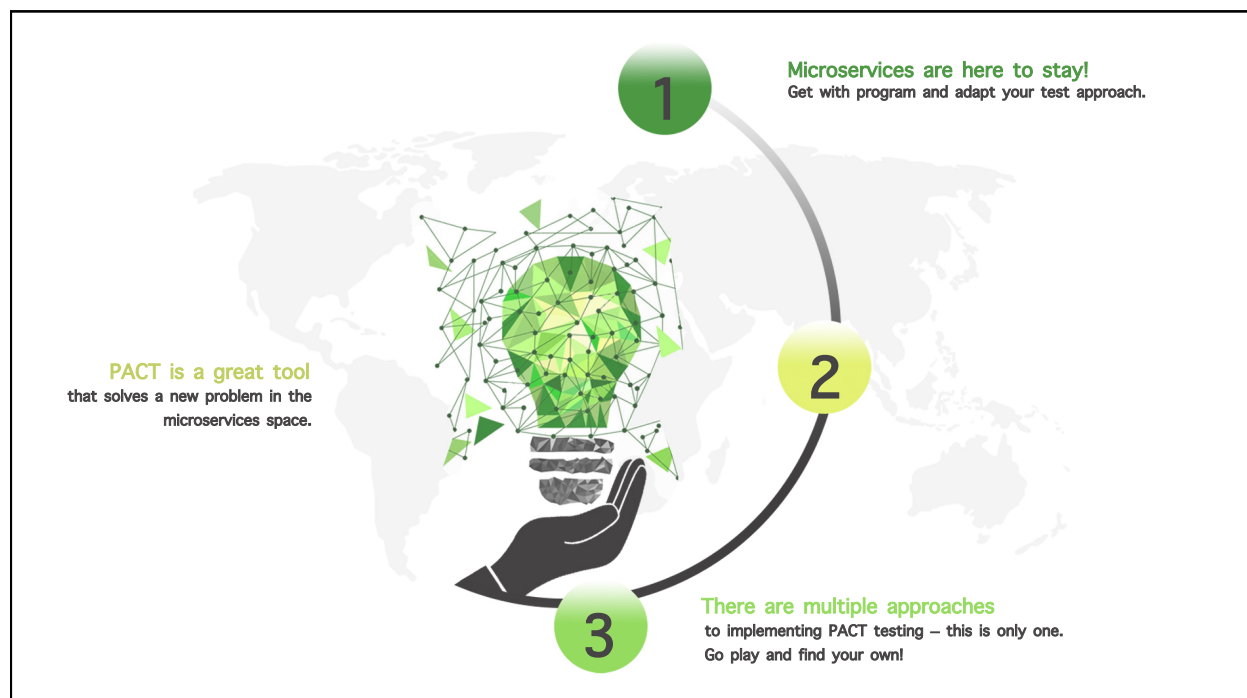 1
Microservices are here to stay!
Get with program and adapt your test approach.
2
PACT is a great tool
that solves a new problem in the
microservices space.
3
There are multiple approaches
to implementing PACT testing – this is only one.
Go play and find your own!